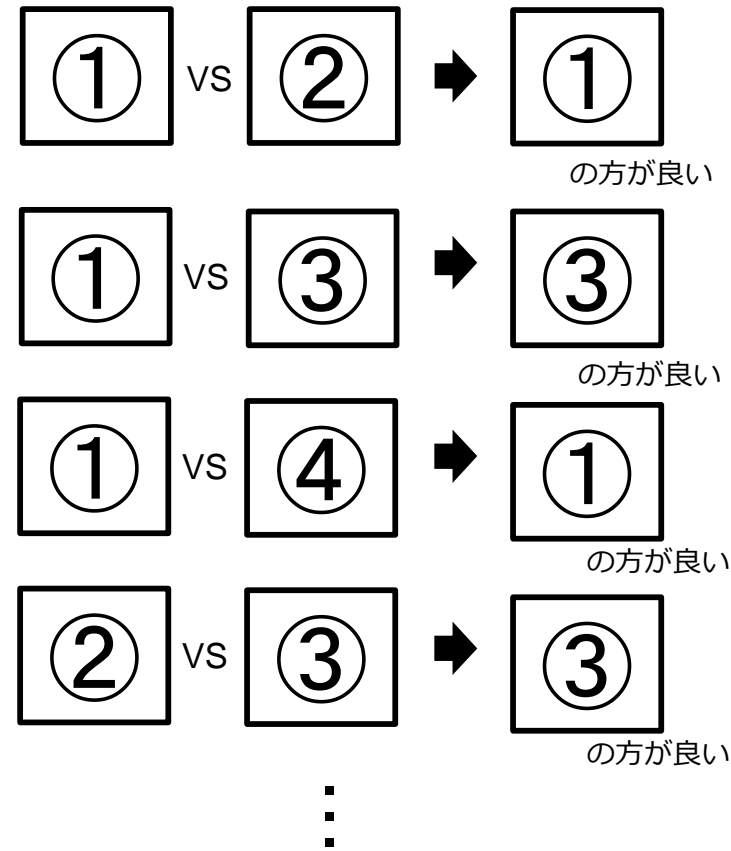 ① VS ② ➡ ①
の方が良い
① VS ③ ➡ ③
の方が良い
① VS ④ ➡ ①
の方が良い
② VS ③ ➡ ③
の方が良い
⋮